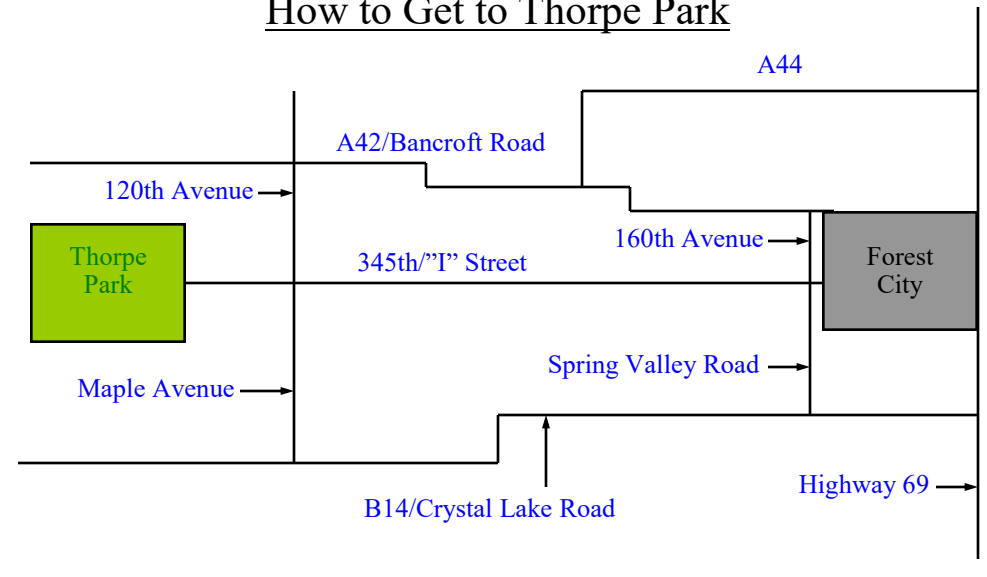 How to Get to Thorpe Park
A44
A42/Bancroft Road
120th Avenue
160th Avenue
Thorpe
Park
345th/”I” Street
Forest
City
Spring Valley Road
Maple Avenue
Highway 69
B14/Crystal Lake Road